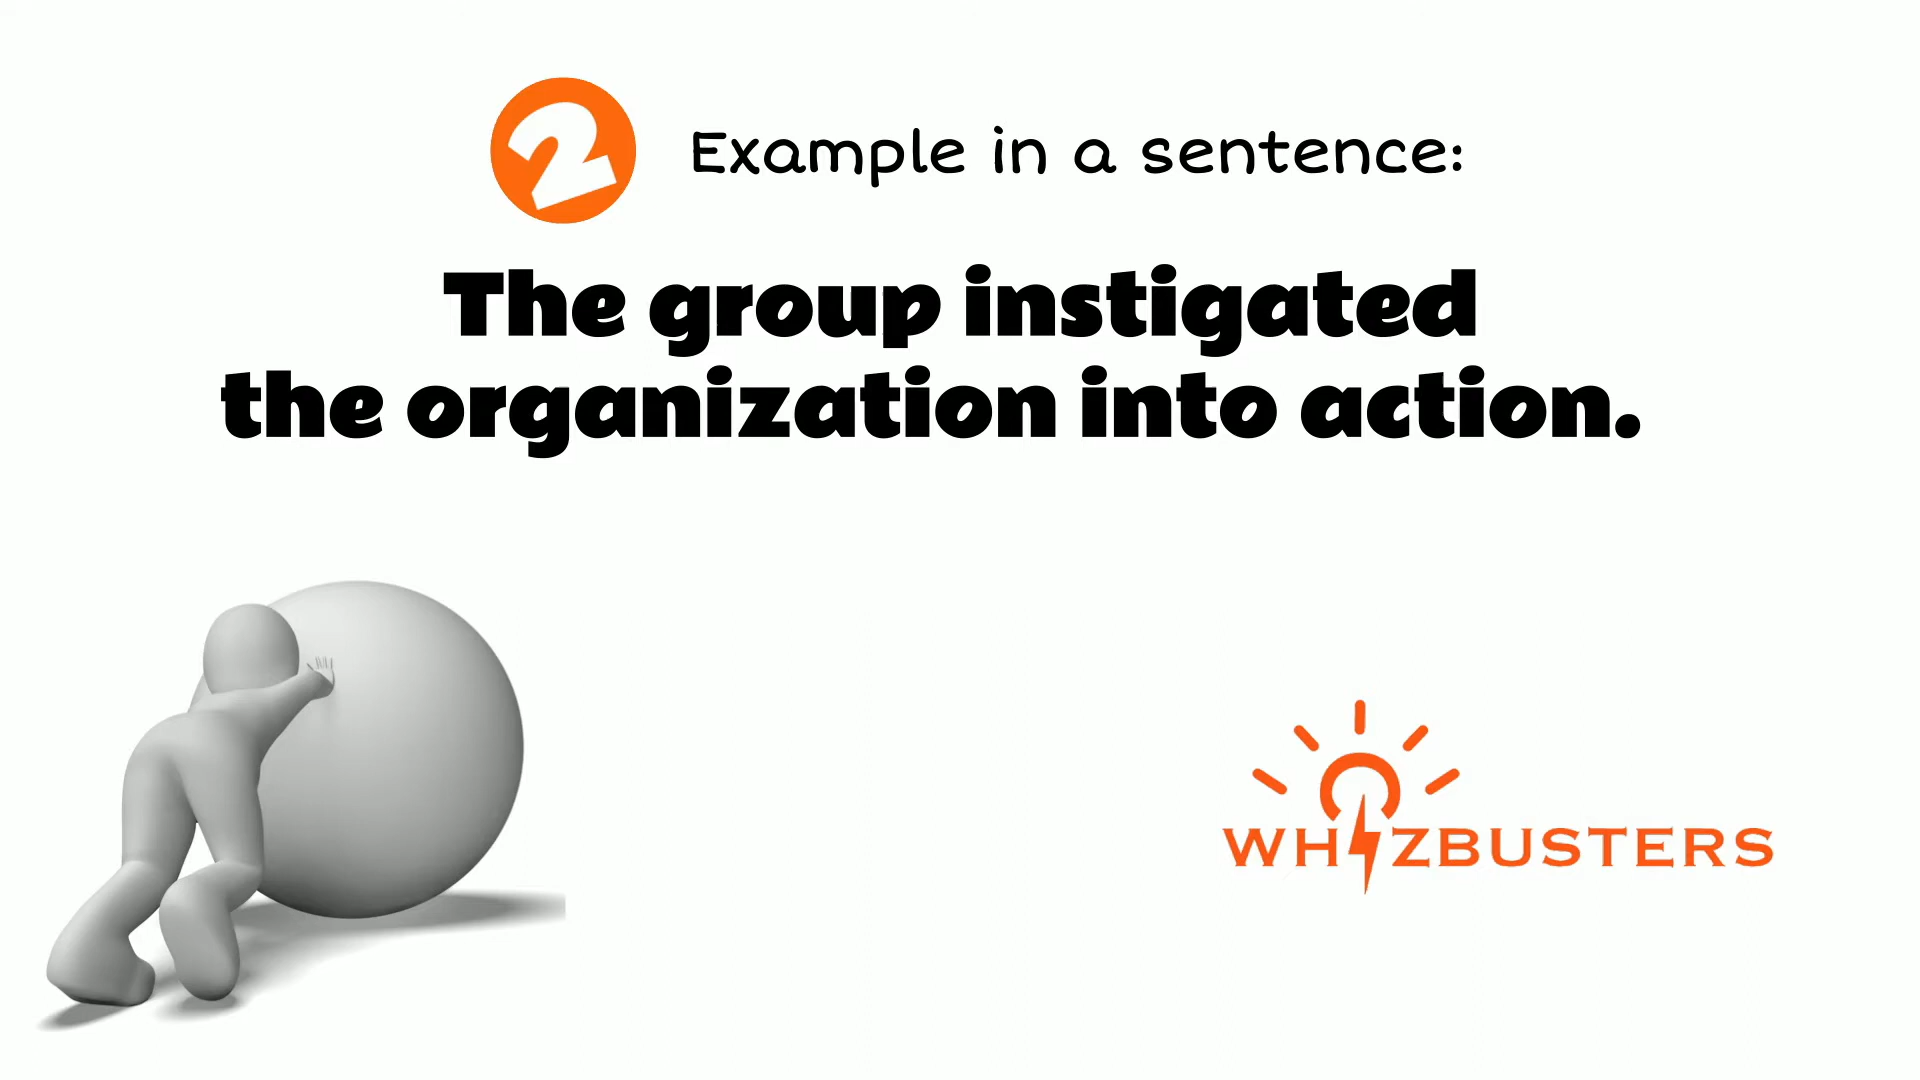 2 Example in a sentence:
The group instigated
the organization into action.
WHIZBUSTERS